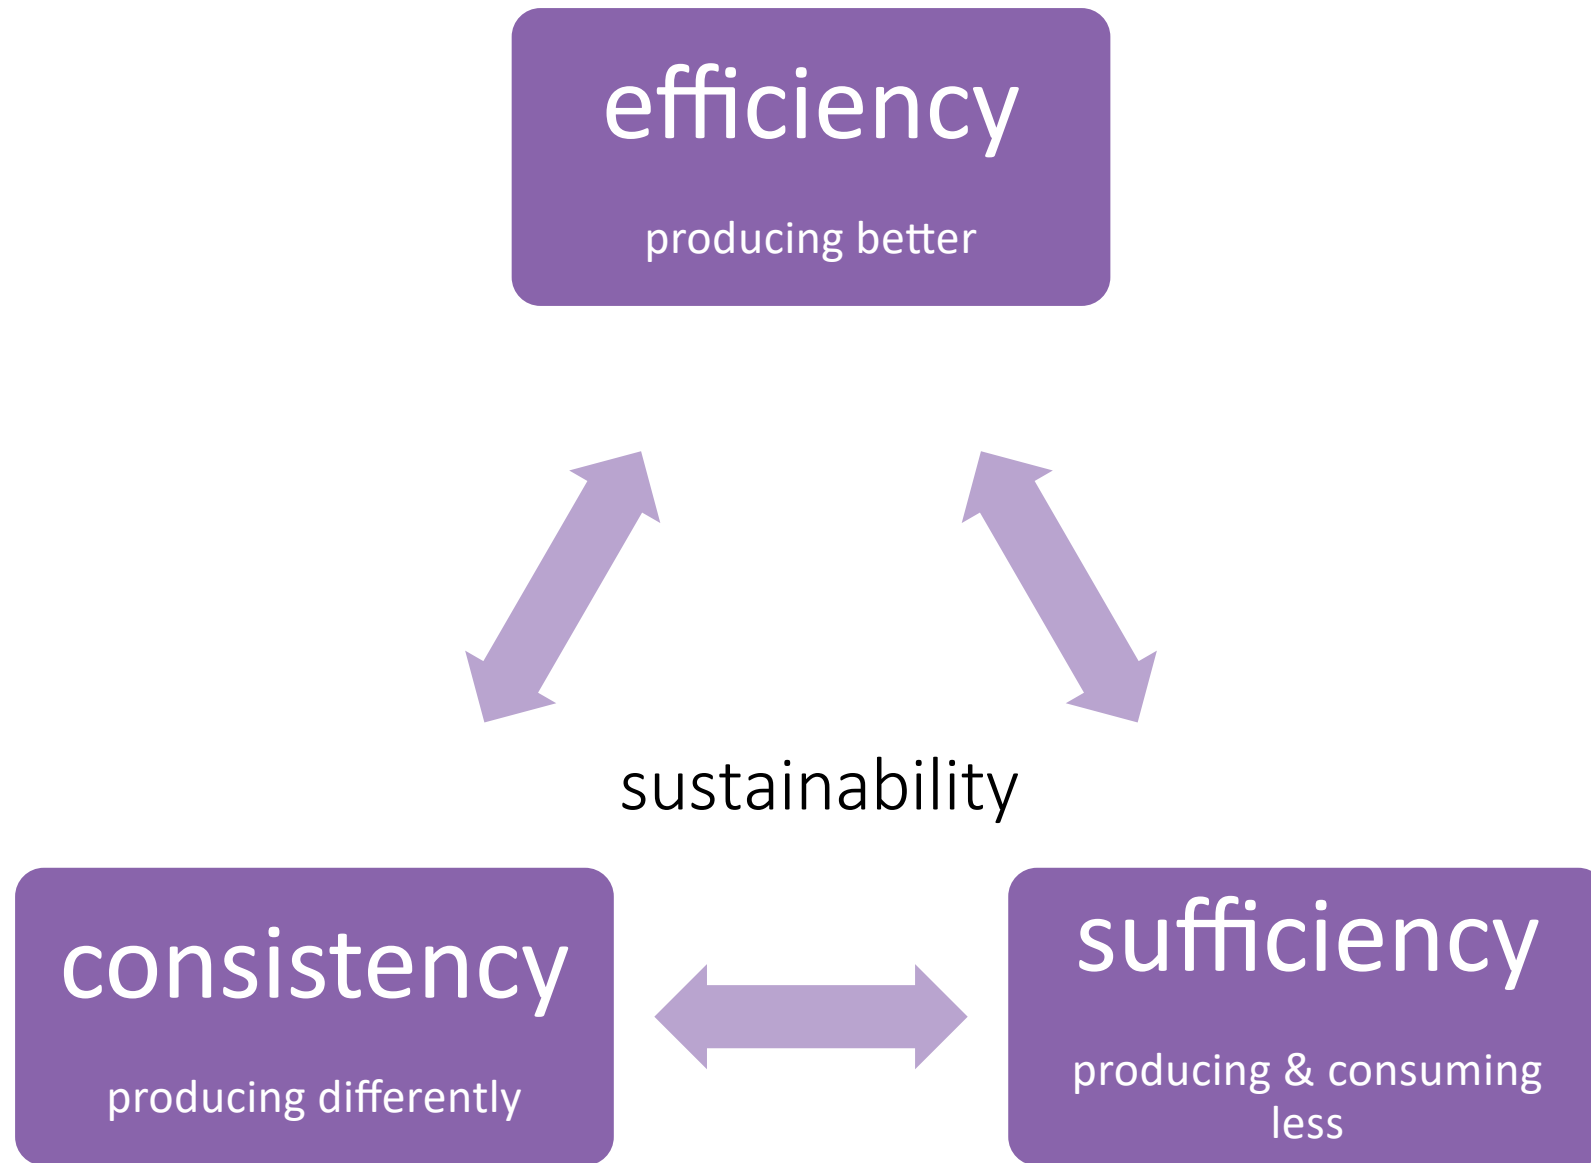 efficiency
producing better
sustainability
consistency
producing differently
sufficiency
producing & consuming
less